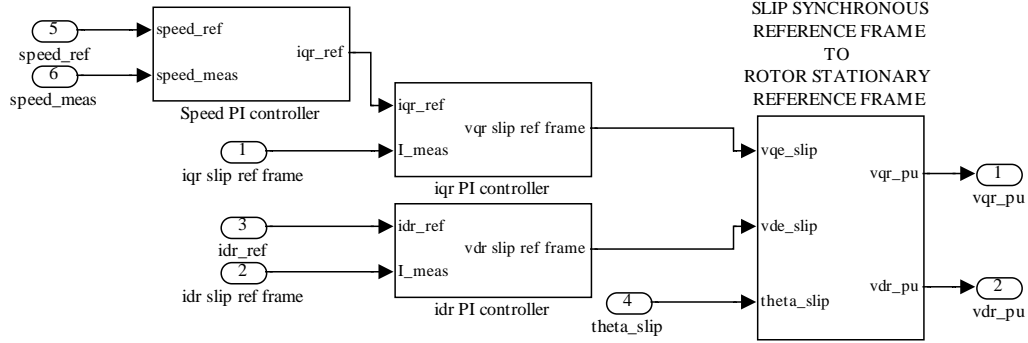 SLIP SYNCHRONOUS
REFERENCE FRAME
TO
ROTOR STATIONARY
REFERENCE FRAME
5
speed_ref
6
speed_meas
speed_ref
speed_meas
iqr_ref
Speed PI controller
1
iqr slip ref frame
iqr_ref
I_meas
vqr slip ref frame
iqr PI controller
3
idr_ref
2
idr slip ref frame
idr_ref
I_meas
vdr slip ref frame
idr PI controller
4
theta_slip
vqe_slip
vde_slip
theta_slip
vqr_pu
vdr_pu
1
vqr_pu
2
vdr_pu